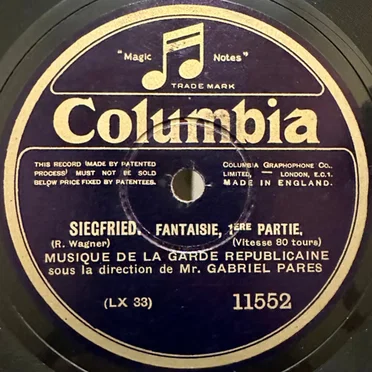 "Magic Notes"
TRADE MARK
Columbia
THIS RECORD (MADE BY PATENTED
PROCESS) MUST NOT BE SOLD
BELOW PRICE FIXED BY PATENTEES.
COLUMBIA GRAPHOPHONE CO.,
LIMITED, — LONDON, E.C.1.
MADE IN ENGLAND.
SIEGFRIED. FANTAISIE, 1ÈRE PARTIE,
(R. Wagner) (Vitesse 80 tours)
MUSIQUE DE LA GARDE REPUBLICAINE
sous la direction de Mr. GABRIEL PARES
(LX 33) 11552